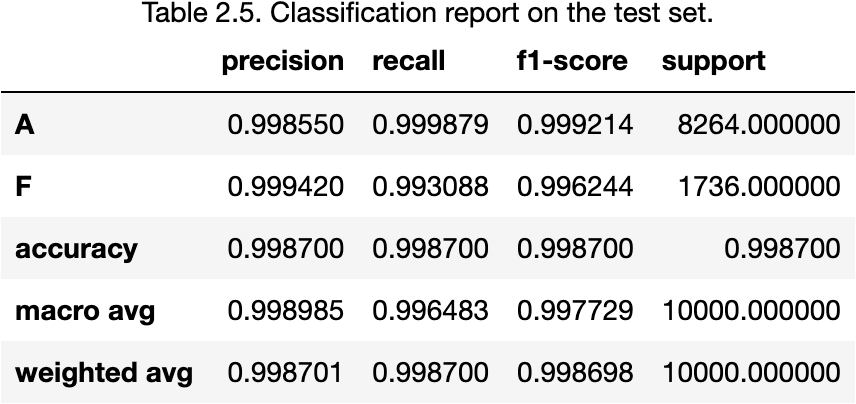 Table 2.5. Classification report on the test set.
precision recall f1-score support
A 0.998550 0.999879 0.999214 8264.000000
F 0.999420 0.993088 0.996244 1736.000000
accuracy 0.998700 0.998700 0.998700 0.998700
macro avg 0.998985 0.996483 0.997729 10000.000000
weighted avg 0.998701 0.998700 0.998698 10000.000000